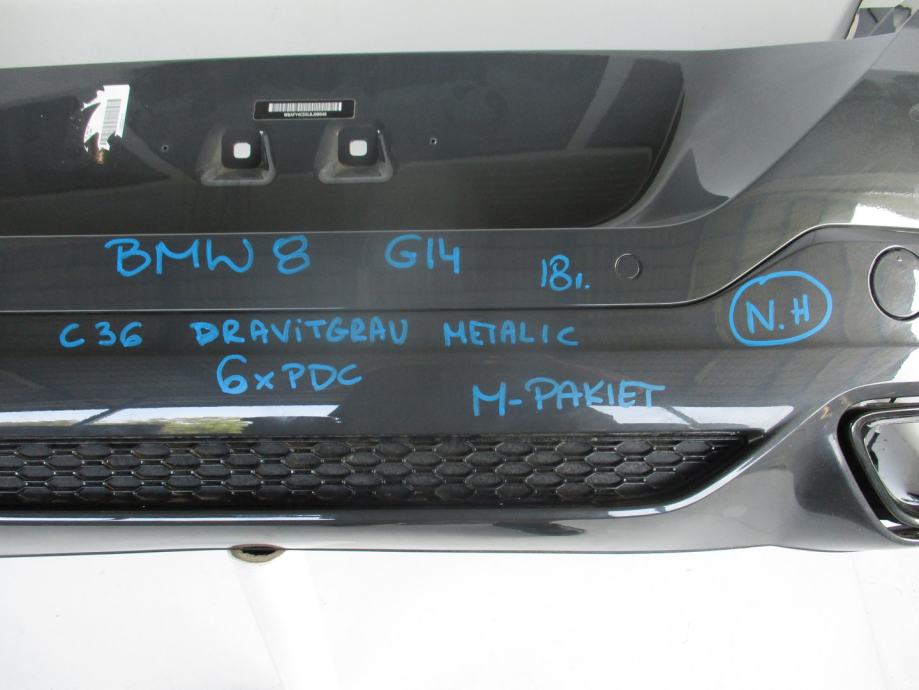 BMW 8 G14 18r.
N.H
C36 DRAVITGRAU METALIC
6xPDC
M-PAKIET